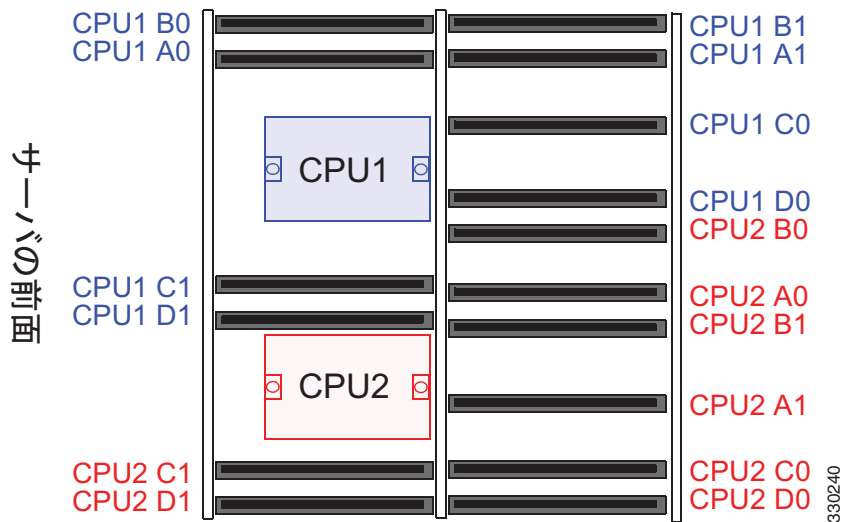 サーバの前面
CPU1 B0
CPU1 A0
CPU1
CPU1 C1
CPU1 D1
CPU2
CPU2 C1
CPU2 D1
CPU1 B1
CPU1 A1
CPU1 C0
CPU1 D0
CPU2 B0
CPU2 A0
CPU2 B1
CPU2 A1
CPU2 C0
CPU2 D0
330240